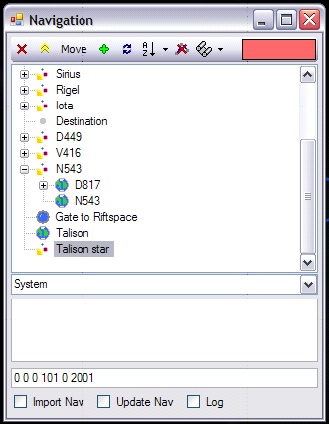 Navigation
Move
Sirius
Rigel
Iota
Destination
D449
V416
N543
D817
N543
Gate to Riftspace
Talison
Talison star
System
0 0 0 101 0 2001
Import Nav Update Nav Log